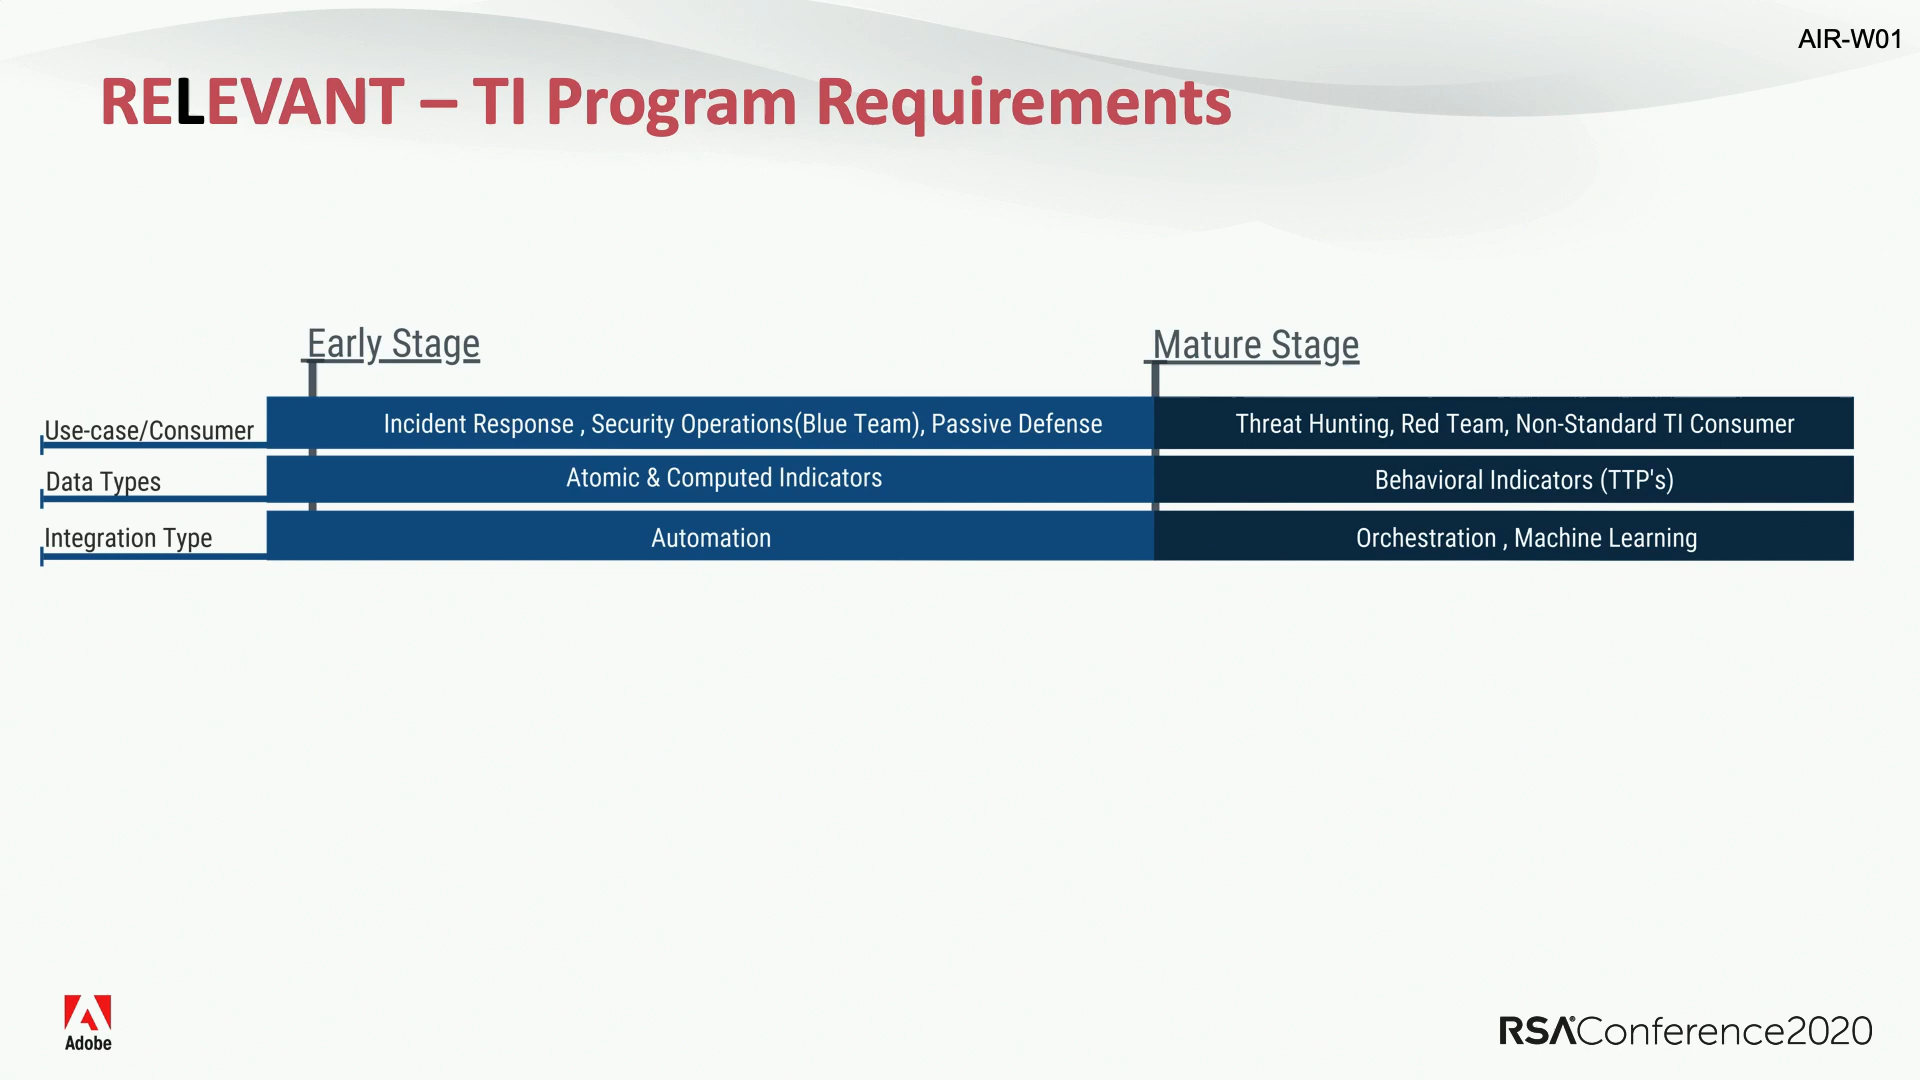 AIR-W01
RELEVANT – TI Program Requirements
Early Stage
Mature Stage
Use-case/Consumer
Incident Response , Security Operations(Blue Team), Passive Defense
Threat Hunting, Red Team, Non-Standard TI Consumer
Data Types
Atomic & Computed Indicators
Behavioral Indicators (TTP's)
Integration Type
Automation
Orchestration , Machine Learning
Adobe
RSA®Conference2020